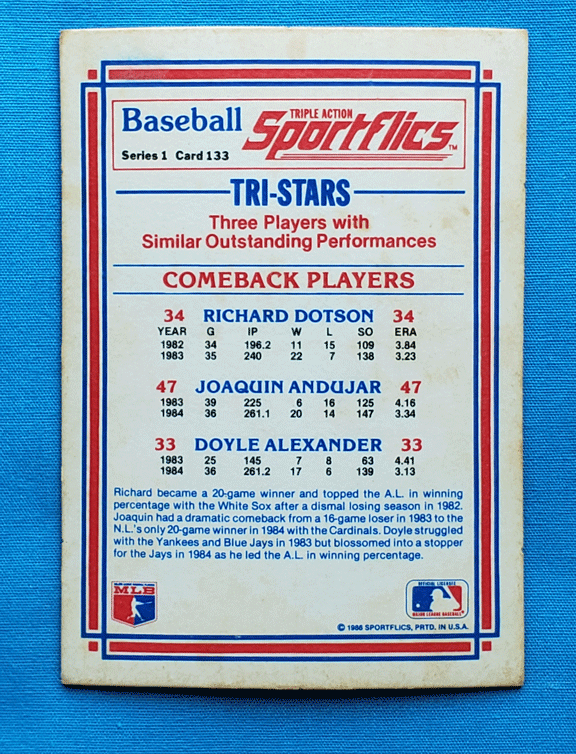 Baseball
TRIPLE ACTION
Sportflics™
Series 1 Card 133
TRI-STARS
Three Players with
Similar Outstanding Performances
COMEBACK PLAYERS
34 RICHARD DOTSON 34
YEAR G IP W L SO ERA
1982 34 196.2 11 15 109 3.84
1983 35 240 22 7 138 3.23
47 JOAQUIN ANDUJAR 47
1983 39 225 6 16 125 4.16
1984 36 261.1 20 14 147 3.34
33 DOYLE ALEXANDER 33
1983 25 145 7 8 63 4.41
1984 36 261.2 17 6 139 3.13
Richard became a 20-game winner and topped the A.L. in winning
percentage with the White Sox after a dismal losing season in 1982.
Joaquin had a dramatic comeback from a 16-game loser in 1983 to the
N.L.'s only 20-game winner in 1984 with the Cardinals. Doyle struggled
with the Yankees and Blue Jays in 1983 but blossomed into a stopper
for the Jays in 1984 as he led the A.L. in winning percentage.
MLB
OFFICIAL LICENSEE
MAJOR LEAGUE BASEBALL
© 1986 SPORTFLICS, PRTD. IN U.S.A.